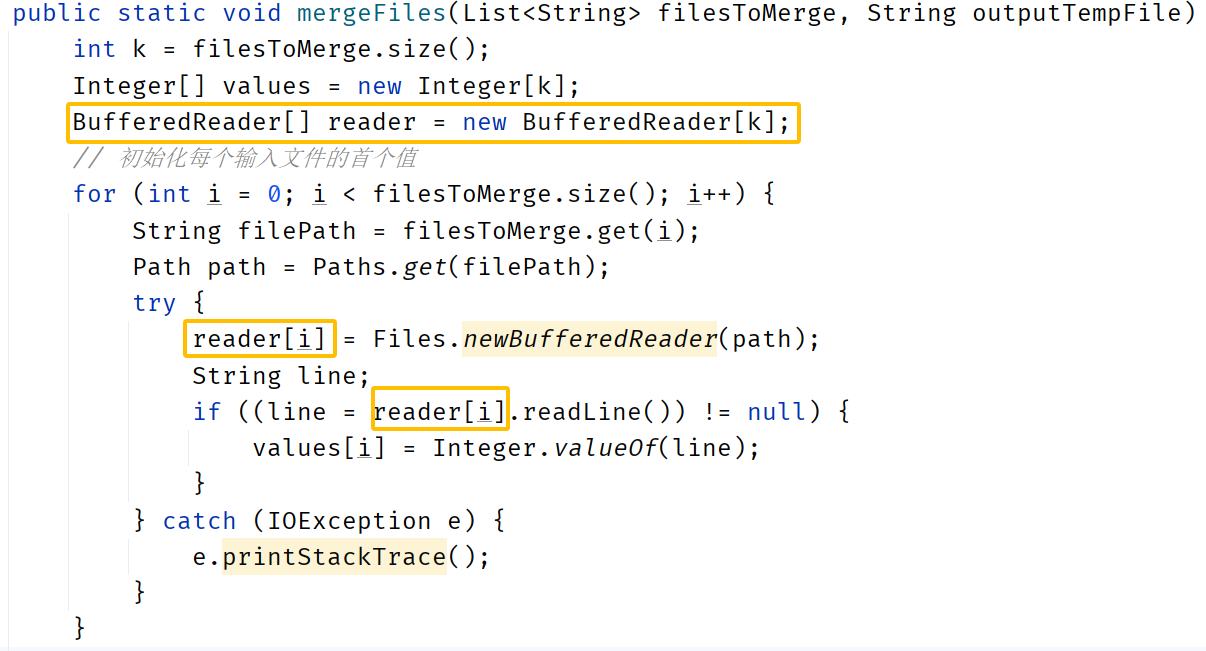 public static void mergeFiles(List<String> filesToMerge, String outputTempFile)
    int k = filesToMerge.size();
    Integer[] values = new Integer[k];
    BufferedReader[] reader = new BufferedReader[k];
    // 初始化每个输入文件的首个值
    for (int i = 0; i < filesToMerge.size(); i++) {
        String filePath = filesToMerge.get(i);
        Path path = Paths.get(filePath);
        try {
            reader[i] = Files.newBufferedReader(path);
            String line;
            if ((line = reader[i].readLine()) != null) {
                values[i] = Integer.valueOf(line);
            }
        } catch (IOException e) {
            e.printStackTrace();
        }
    }